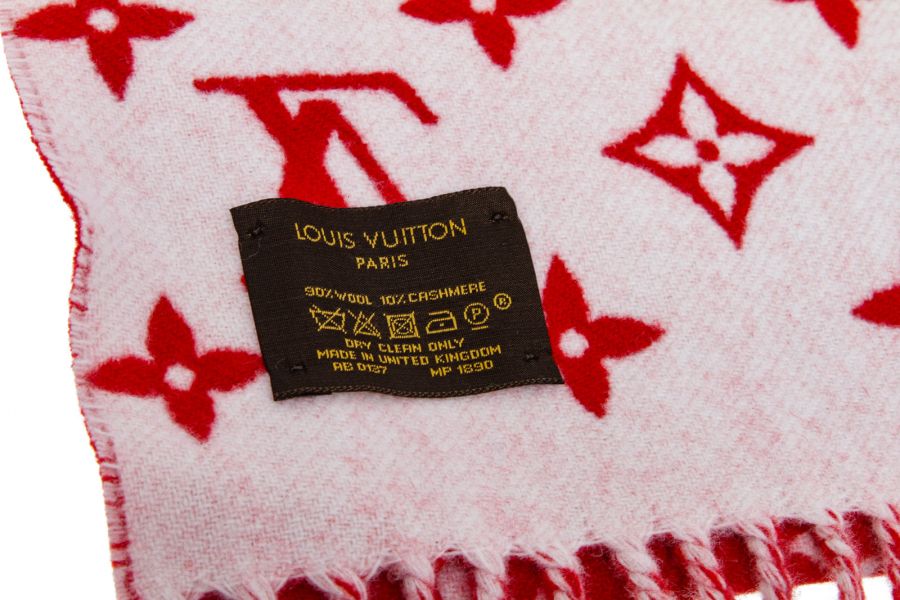 LOUIS VUITTON
PARIS
90% WOOL 10% CASHMERE
P ®
DRY CLEAN ONLY
MADE IN UNITED KINGDOM
AB 0137 MP 1890